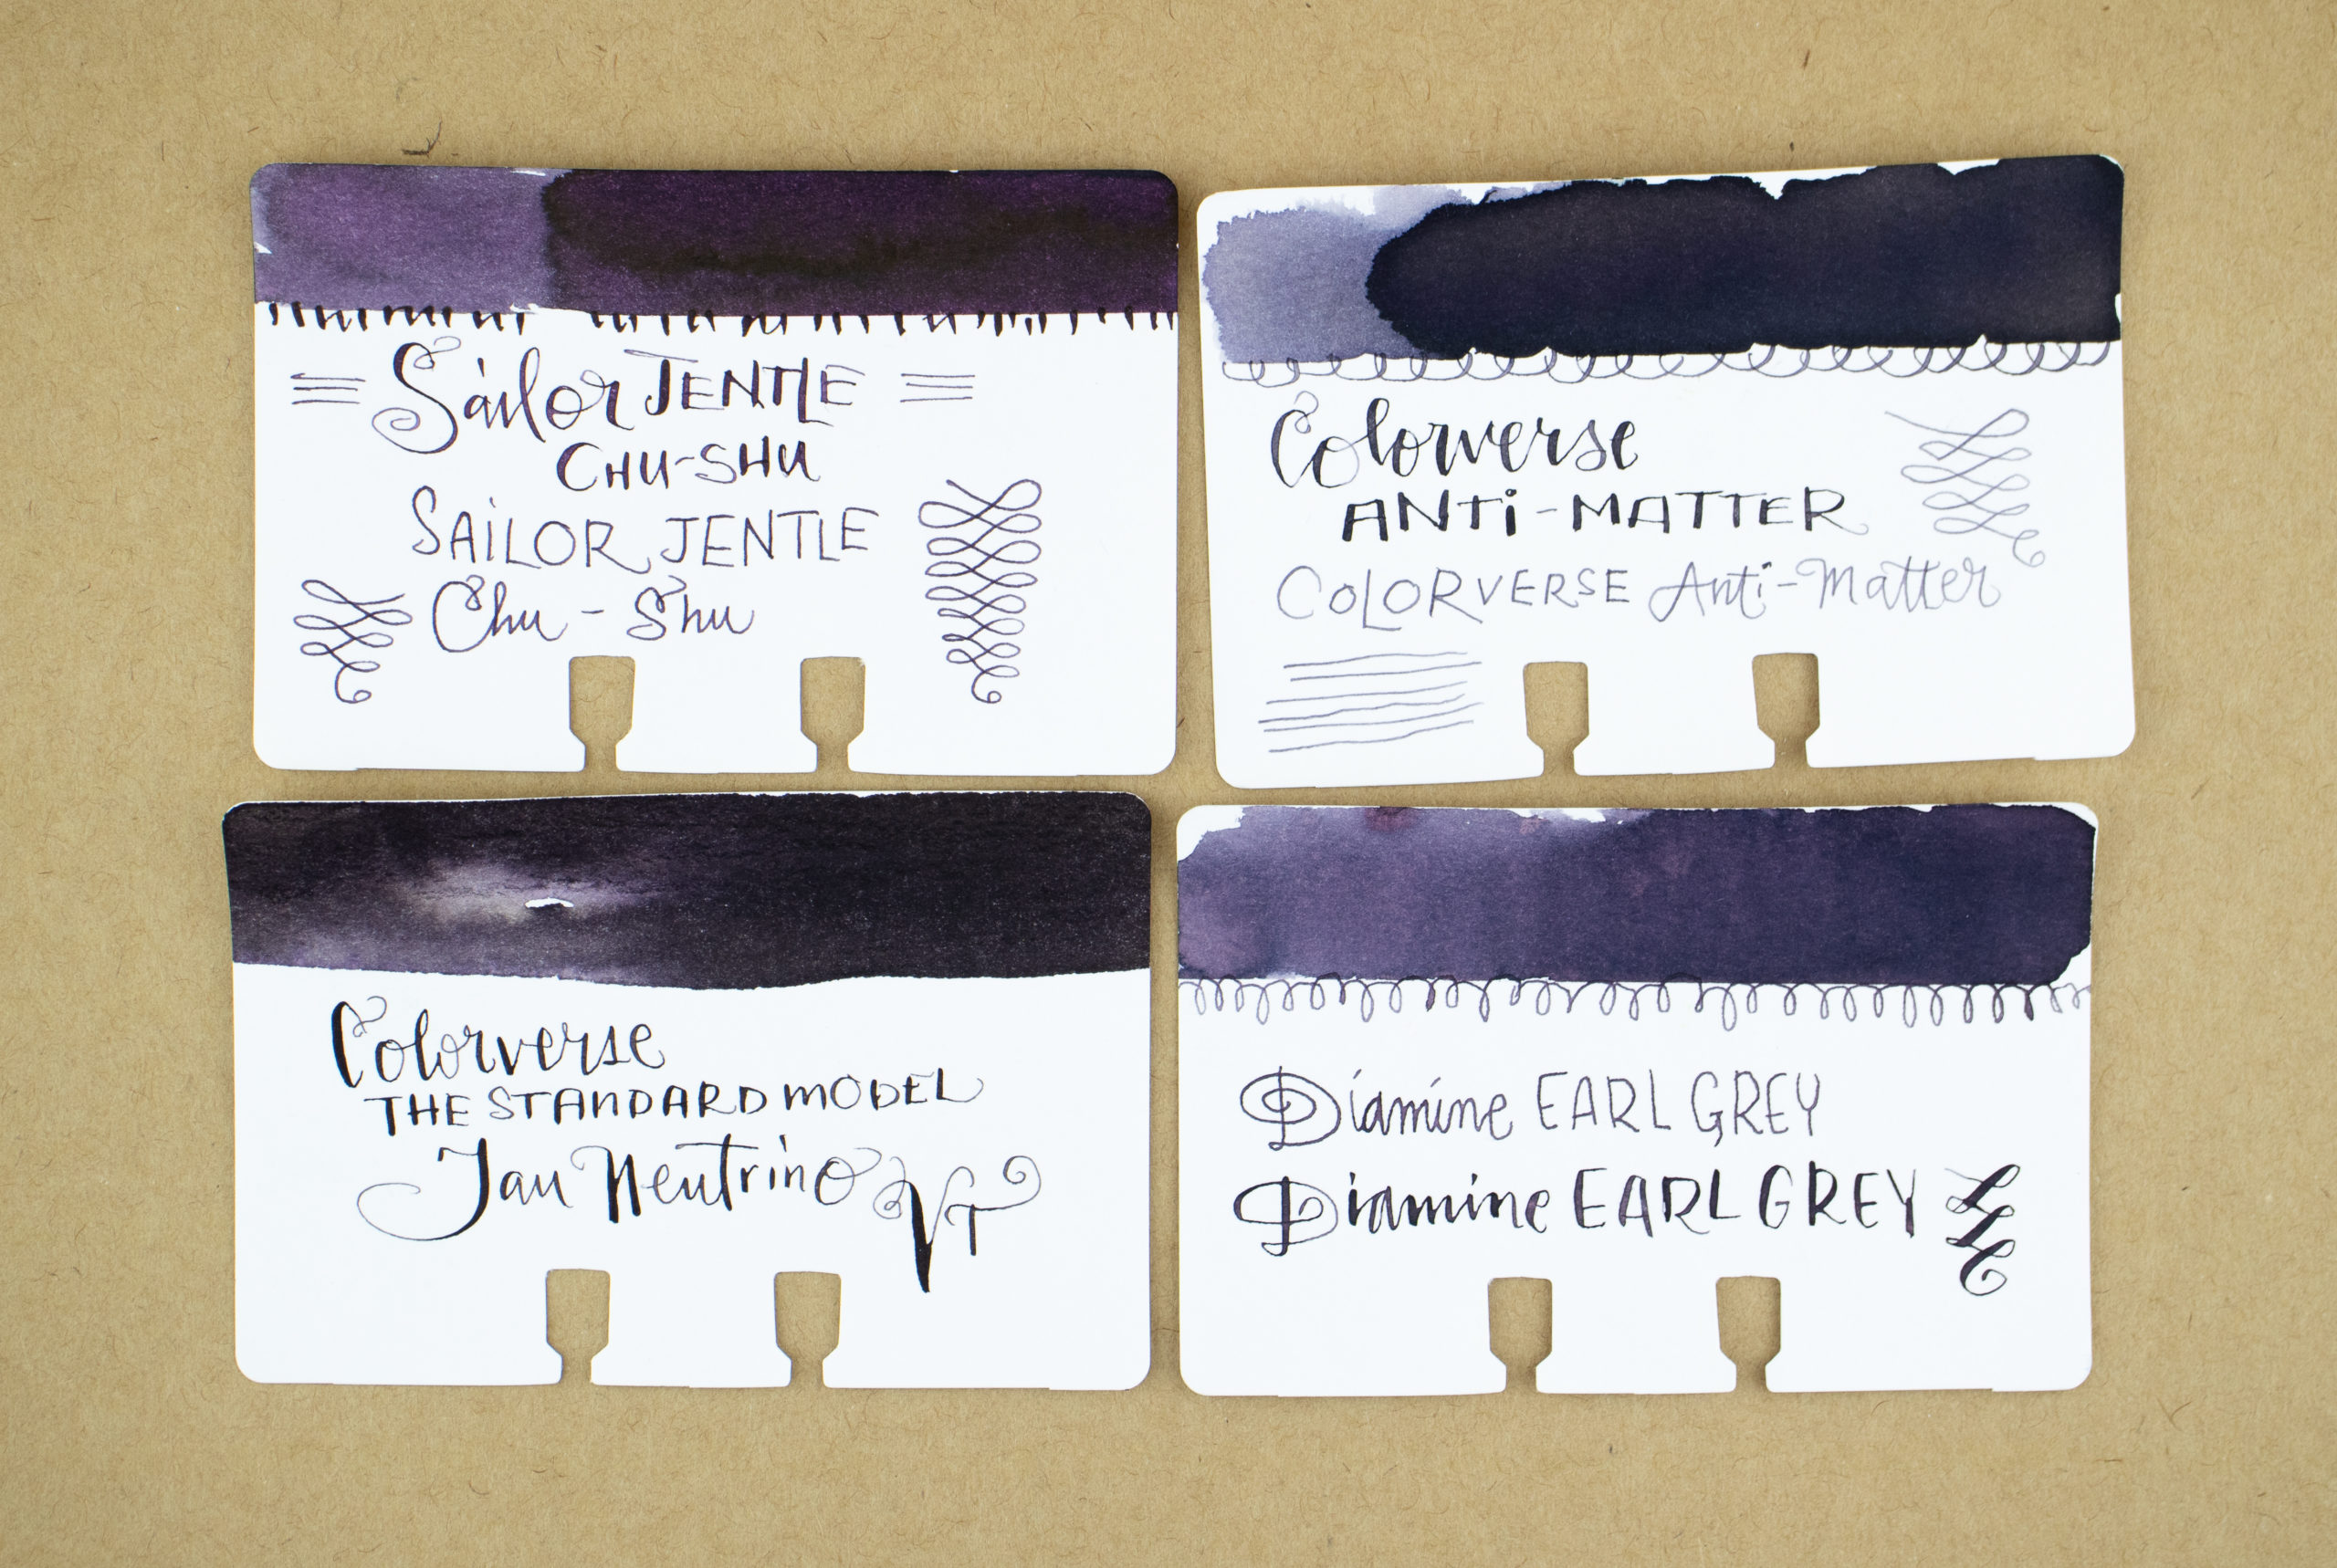 Sailor JENTLE
CHU-SHU
SAiLOR JENTLE
Chu - Shu
Colorverse
ANTi-MATTER
COLORVERSE Anti-Matter
Colorverse
THE STANDARD MODEL
Tau Neutrino VT
Diamine EARL GREY
Diamine EARL GREY